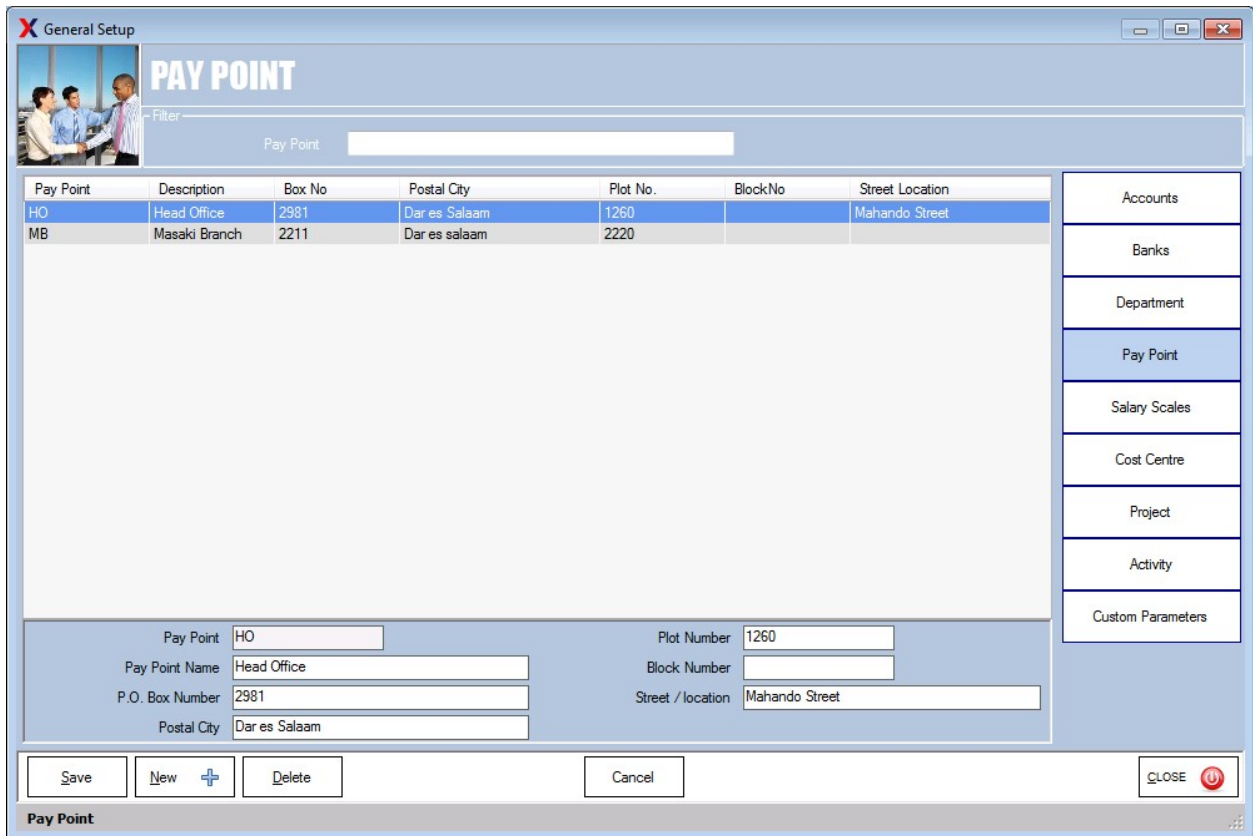 General Setup
PAY POINT
Filter
Pay Point
Pay Point Description Box No Postal City Plot No. BlockNo Street Location
HO Head Office 2981 Dar es Salaam 1260 Mahando Street
MB Masaki Branch 2211 Dar es salaam 2220
Accounts
Banks
Department
Pay Point
Salary Scales
Cost Centre
Project
Activity
Custom Parameters
Pay Point HO Plot Number 1260
Pay Point Name Head Office Block Number
P.O. Box Number 2981 Street / location Mahando Street
Postal City Dar es Salaam
Save New Delete Cancel CLOSE
Pay Point